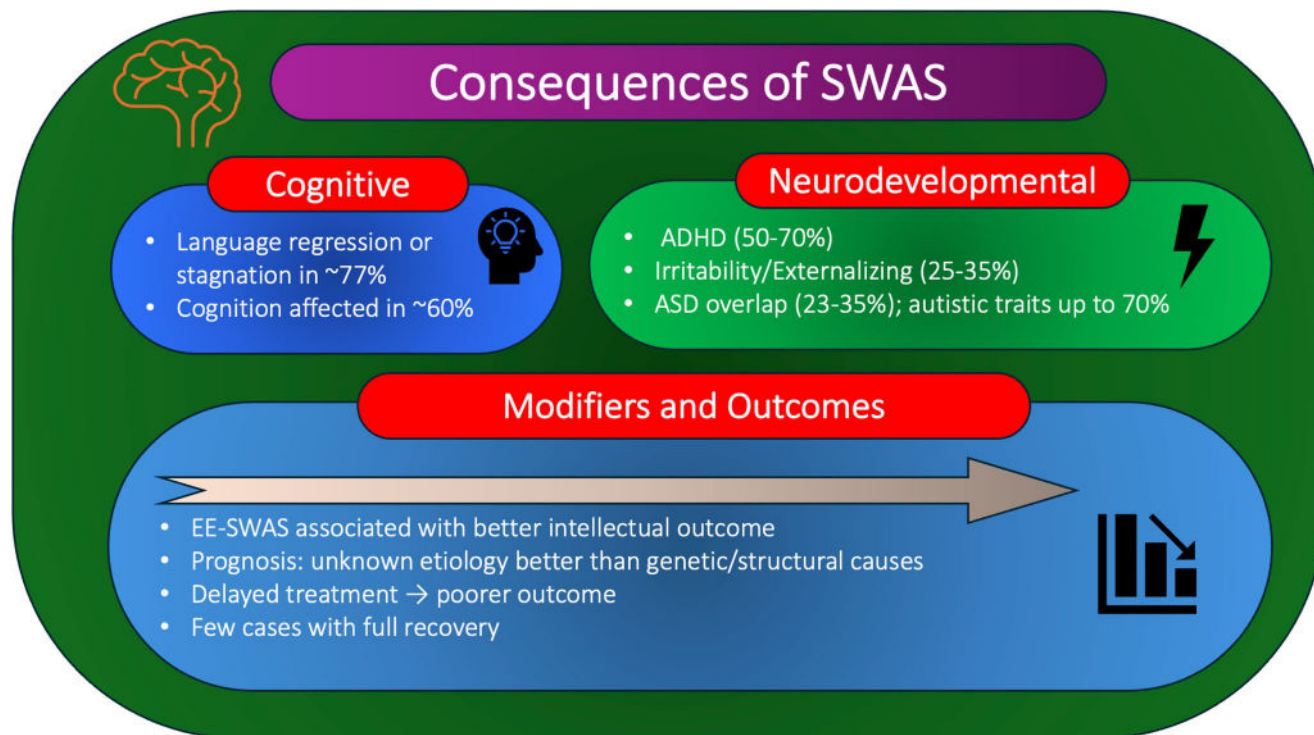 Consequences of SWAS
Cognitive
• Language regression or
stagnation in ~77%
• Cognition affected in ~60%
Neurodevelopmental
• ADHD (50-70%)
• Irritability/Externalizing (25-35%)
• ASD overlap (23-35%); autistic traits up to 70%
Modifiers and Outcomes
• EE-SWAS associated with better intellectual outcome
• Prognosis: unknown etiology better than genetic/structural causes
• Delayed treatment → poorer outcome
• Few cases with full recovery